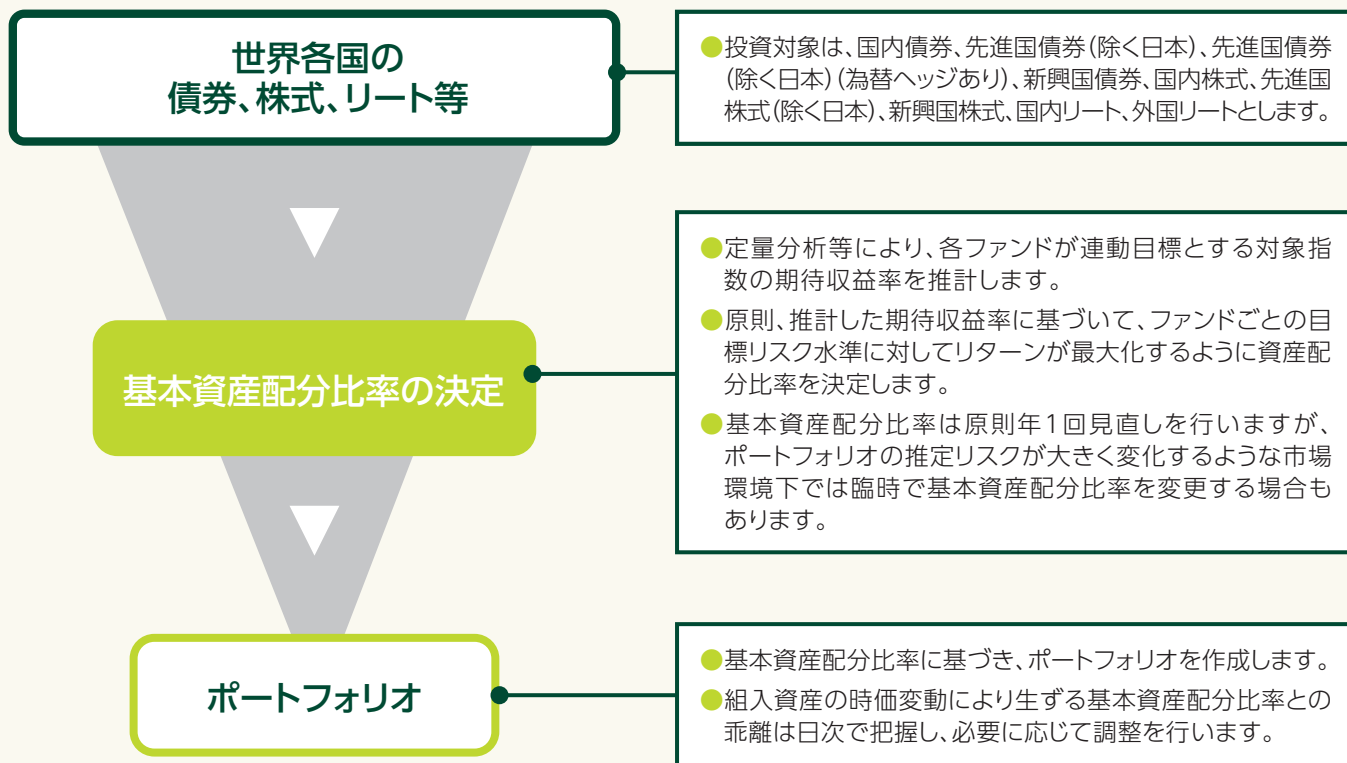 世界各国の
債券、株式、リート等
●投資対象は、国内債券、先進国債券(除く日本)、先進国債券
(除く日本)(為替ヘッジあり)、新興国債券、国内株式、先進国
株式(除く日本)、新興国株式、国内リート、外国リートとします。
基本資産配分比率の決定
●定量分析等により、各ファンドが連動目標とする対象指
数の期待収益率を推計します。
●原則、推計した期待収益率に基づいて、ファンドごとの目
標リスク水準に対してリターンが最大化するように資産配
分比率を決定します。
●基本資産配分比率は原則年1回見直しを行いますが、
ポートフォリオの推定リスクが大きく変化するような市場
環境下では臨時で基本資産配分比率を変更する場合も
あります。
ポートフォリオ
●基本資産配分比率に基づき、ポートフォリオを作成します。
●組入資産の時価変動により生ずる基本資産配分比率との
乖離は日次で把握し、必要に応じて調整を行います。